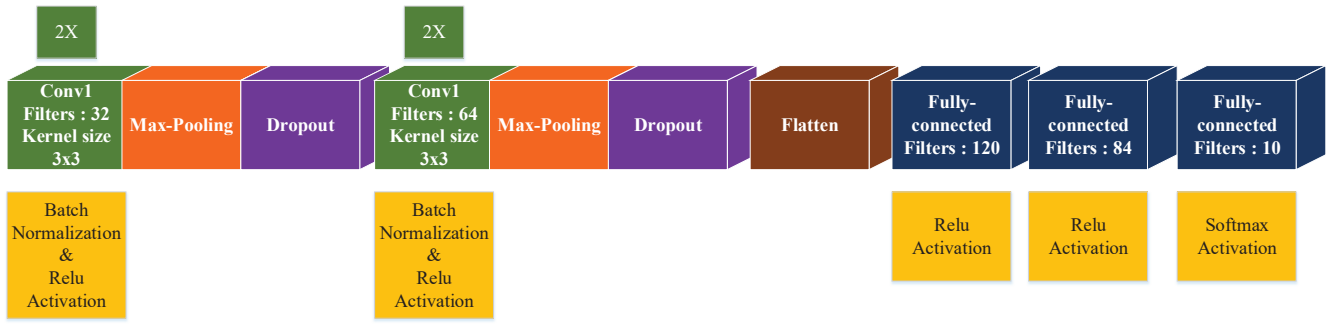 2X
2X
Conv1
Filters : 32
Kernel size
3x3
Max-Pooling
Dropout
Conv1
Filters : 64
Kernel size
3x3
Max-Pooling
Dropout
Flatten
Fully-
connected
Filters : 120
Fully-
connected
Filters : 84
Fully-
connected
Filters : 10
Batch
Normalization
&
Relu
Activation
Batch
Normalization
&
Relu
Activation
Relu
Activation
Relu
Activation
Softmax
Activation